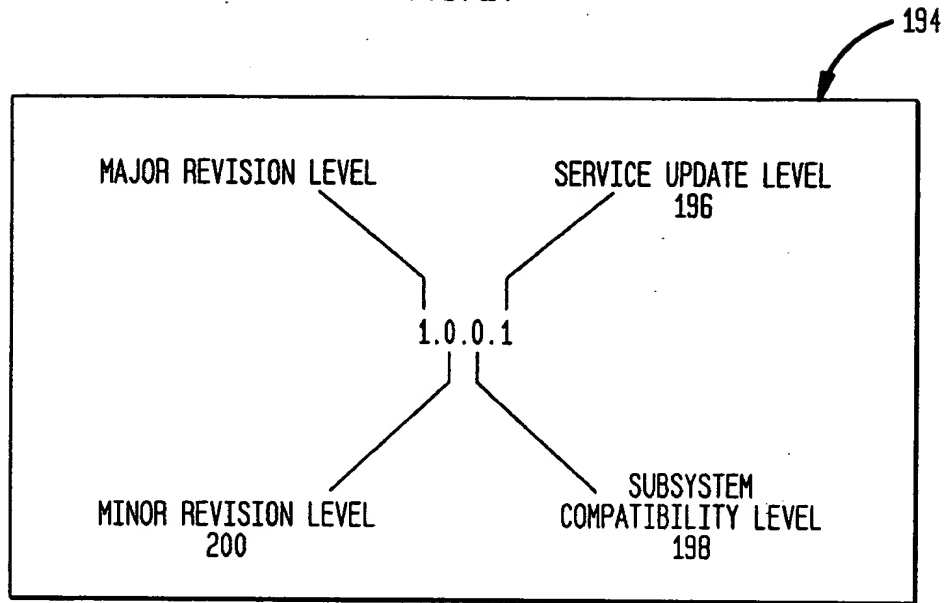 194
MAJOR REVISION LEVEL
SERVICE UPDATE LEVEL
196
1.0.0.1
MINOR REVISION LEVEL
200
SUBSYSTEM
COMPATIBILITY LEVEL
198